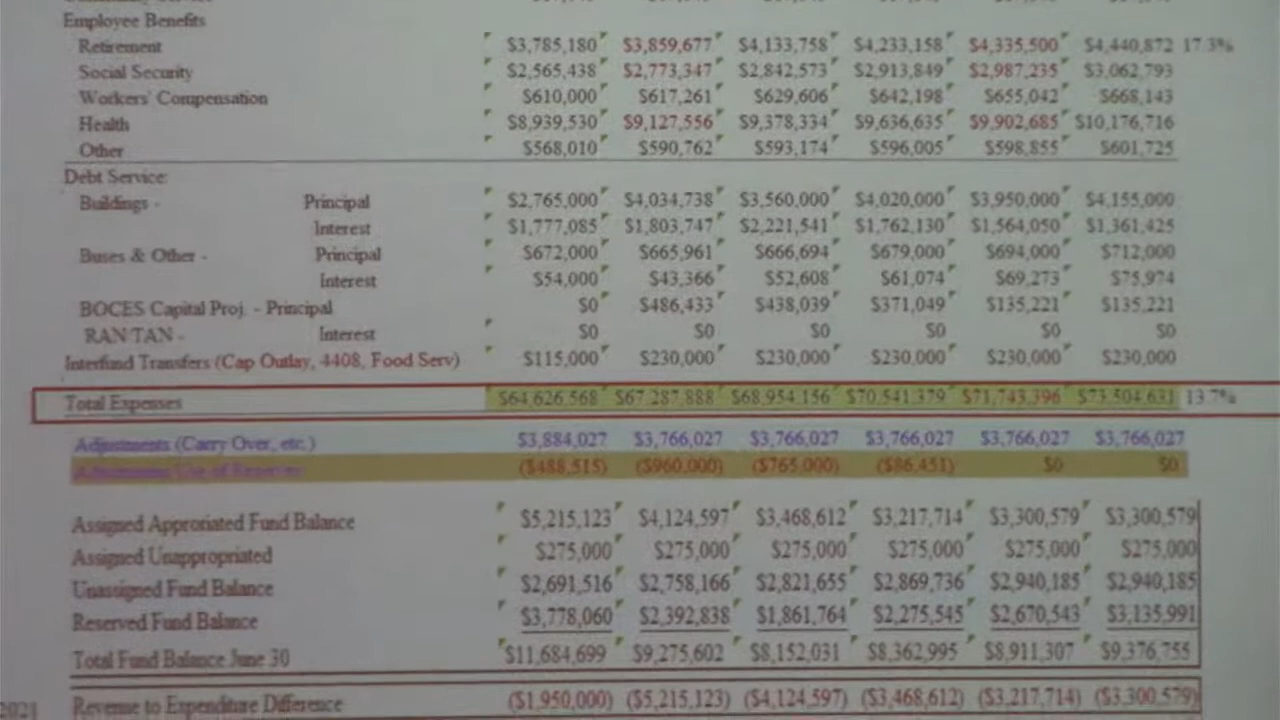 Employee Benefits
Retirement $3,785,180 $3,859,677 $4,133,758 $4,233,158 $4,335,500 $4,440,872 17.3%
Social Security $2,565,438 $2,773,347 $2,842,573 $2,913,849 $2,987,235 $3,062,793
Workers' Compensation $610,000 $617,261 $629,606 $642,198 $655,042 $668,143
Health $8,939,530 $9,127,556 $9,378,334 $9,636,635 $9,902,685 $10,176,716
Other $568,010 $590,762 $593,174 $596,005 $598,855 $601,725
Debt Service:
Buildings - Principal $2,765,000 $4,034,738 $3,560,000 $4,020,000 $3,950,000 $4,155,000
Interest $1,777,085 $1,803,747 $2,221,541 $1,762,130 $1,564,050 $1,361,425
Buses & Other - Principal $672,000 $665,961 $666,694 $679,000 $694,000 $712,000
Interest $54,000 $43,366 $52,608 $61,074 $69,273 $75,974
BOCES Capital Proj. - Principal $0 $486,433 $438,039 $371,049 $135,221 $135,221
RAN/TAN - Interest $0 $0 $0 $0 $0 $0
Interfund Transfers (Cap Outlay, 4408, Food Serv) $115,000 $230,000 $230,000 $230,000 $230,000 $230,000
Total Expenses $64,626,568 $67,287,888 $68,954,156 $70,541,379 $71,743,396 $73,504,631 13.7%
Adjustments (Carry Over, etc.) $3,884,027 $3,766,027 $3,766,027 $3,766,027 $3,766,027 $3,766,027
Adjustments Use of Reserves ($488,515) ($960,000) ($765,000) ($86,451) $0 $0
Assigned Approriated Fund Balance $5,215,123 $4,124,597 $3,468,612 $3,217,714 $3,300,579 $3,300,579
Assigned Unappropriated $275,000 $275,000 $275,000 $275,000 $275,000 $275,000
Unassigned Fund Balance $2,691,516 $2,758,166 $2,821,655 $2,869,736 $2,940,185 $2,940,185
Reserved Fund Balance $3,778,060 $2,392,838 $1,861,764 $2,275,545 $2,670,543 $3,135,991
Total Fund Balance June 30 $11,684,699 $9,275,602 $8,152,031 $8,362,995 $8,911,307 $9,376,755
2021 Revenue to Expenditure Difference ($1,950,000) ($5,215,123) ($4,124,597) ($3,468,612) ($3,217,714) ($3,300,579)